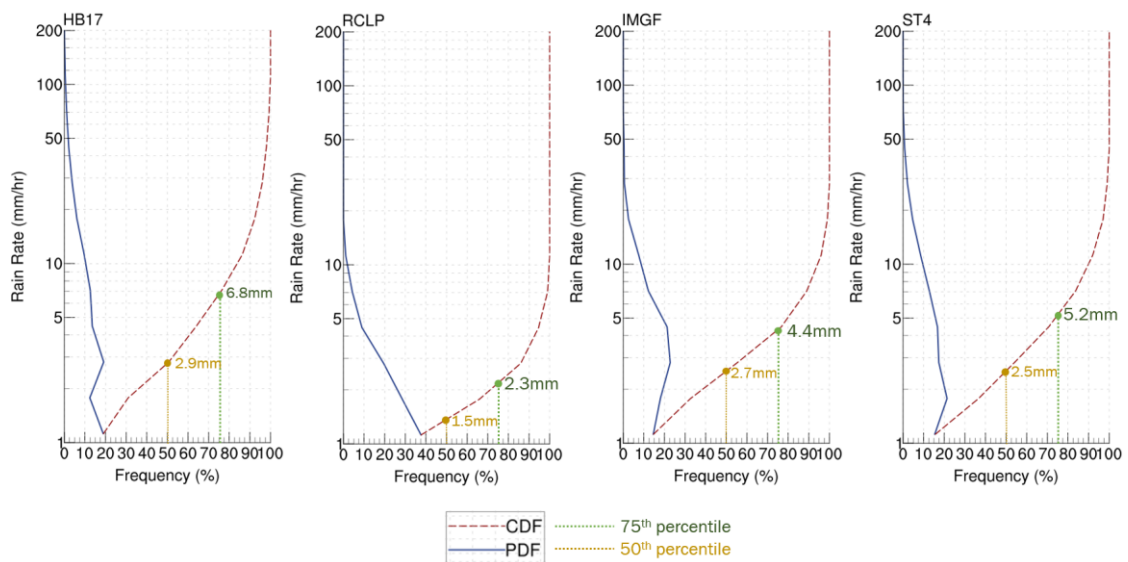 HB17
200
100
50
10
5
1
Rain Rate (mm/hr)
6.8mm
2.9mm
0 10 20 30 40 50 60 70 80 90 100
Frequency (%)
RCLP
200
100
50
10
5
1
Rain Rate (mm/hr)
2.3mm
1.5mm
0 10 20 30 40 50 60 70 80 90 100
Frequency (%)
IMGF
200
100
50
10
5
1
Rain Rate (mm/hr)
4.4mm
2.7mm
0 10 20 30 40 50 60 70 80 90 100
Frequency (%)
ST4
200
100
50
10
5
1
Rain Rate (mm/hr)
5.2mm
2.5mm
0 10 20 30 40 50 60 70 80 90 100
Frequency (%)
CDF
PDF
75th percentile
50th percentile